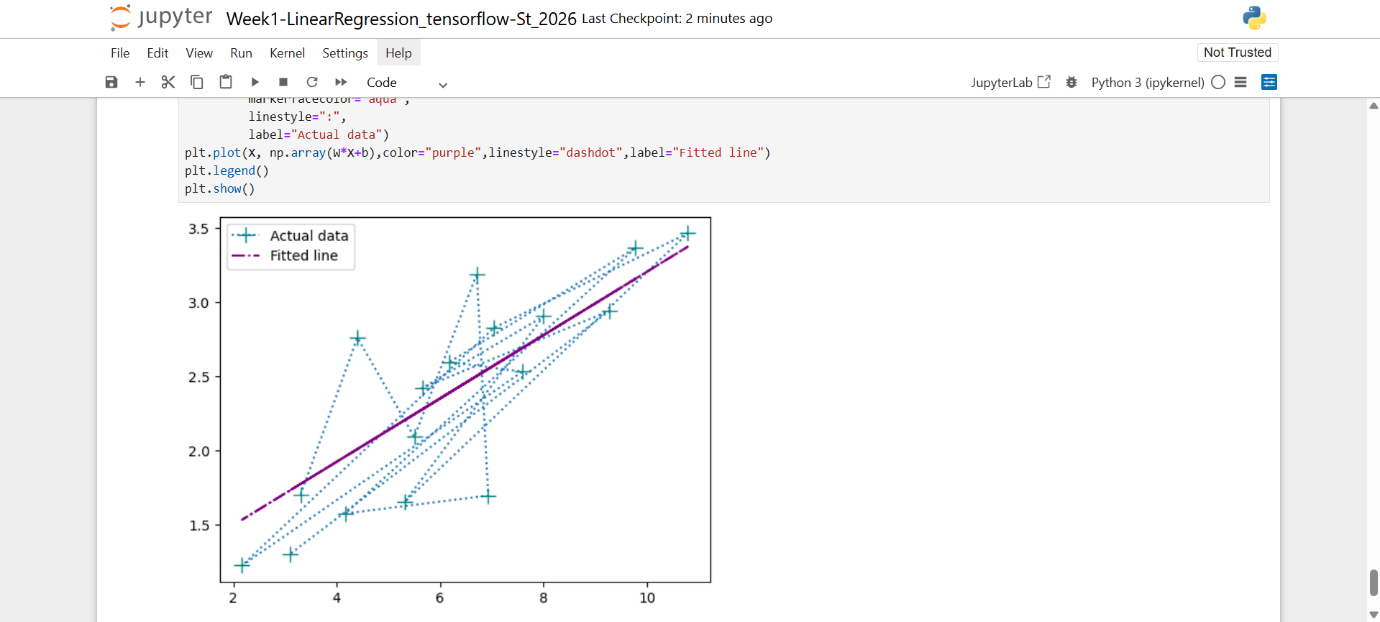 jupyter Week1-LinearRegression_tensorflow-St_2026 Last Checkpoint: 2 minutes ago
File Edit View Run Kernel Settings Help Not Trusted
Code JupyterLab Python 3 (ipykernel)
markerfacecolor="aqua",
linestyle=":",
label="Actual data")
plt.plot(X, np.array(W*X+b),color="purple",linestyle="dashdot",label="Fitted line")
plt.legend()
plt.show()
3.5
Actual data
Fitted line
3.0
2.5
2.0
1.5
2 4 6 8 10